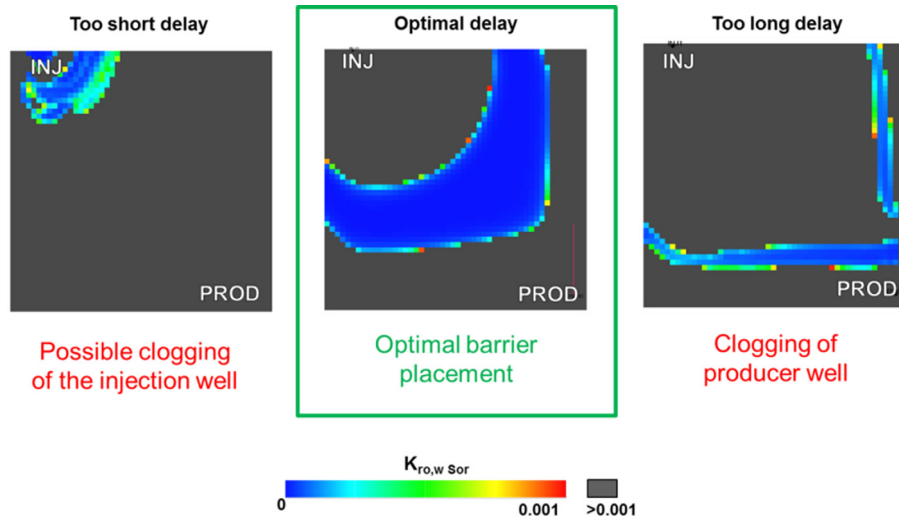 Too short delay
Optimal delay
Too long delay
INJ
INJ
INJ
PROD
PROD
PROD
Possible clogging
of the injection well
Optimal barrier
placement
Clogging of
producer well
Kro,w Sor
0
0.001
>0.001